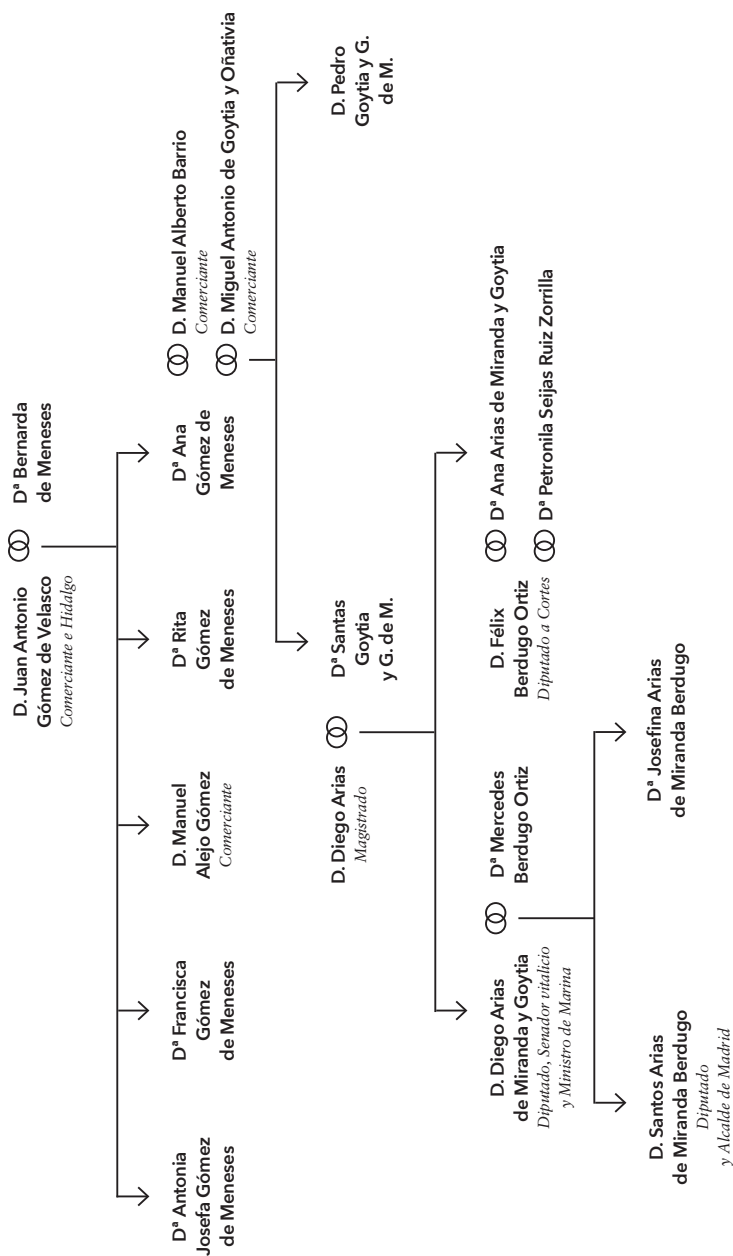 D. Juan Antonio
Gómez de Velasco
Comerciante e Hidalgo
Dª Bernarda
de Meneses
Dª Antonia
Josefa Gómez
de Meneses
Dª Francisca
Gómez
de Meneses
D. Manuel
Alejo Gómez
Comerciante
Dª Rita
Gómez
de Meneses
Dª Ana
Gómez de
Meneses
D. Manuel Alberto Barrio
Comerciante
D. Miguel Antonio de Goytia y Oñativia
Comerciante
D. Diego Arias
Magistrado
Dª Santas
Goytia
y G. de M.
D. Pedro
Goytia y G.
de M.
D. Diego Arias
de Miranda y Goytia
Diputado, Senador vitalicio
y Ministro de Marina
Dª Mercedes
Berdugo Ortiz
D. Félix
Berdugo Ortiz
Diputado a Cortes
Dª Ana Arias de Miranda y Goytia
Dª Petronila Seijas Ruiz Zorrilla
D. Santos Arias
de Miranda Berdugo
Diputado
y Alcalde de Madrid
Dª Josefina Arias
de Miranda Berdugo